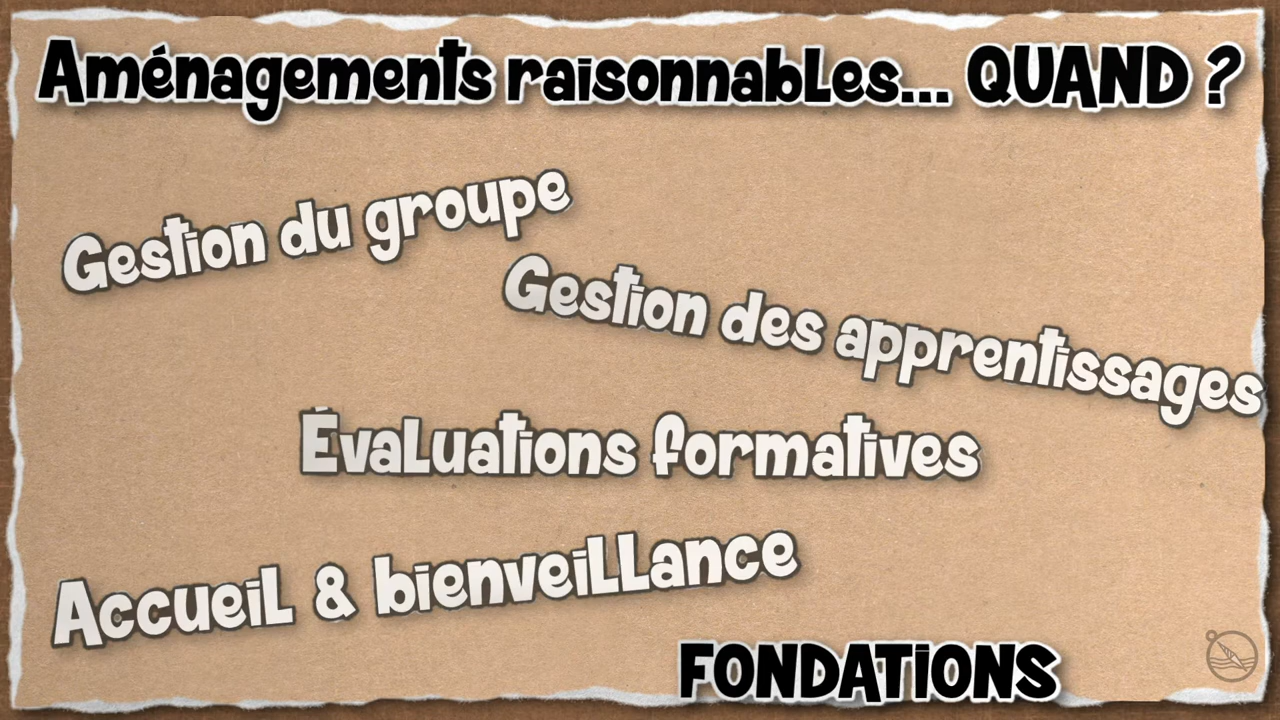 Aménagements raisonnables... QUAND ?
Gestion du groupe
Gestion des apprentissages
Évaluations formatives
Accueil & bienveillance
FONDATIONS